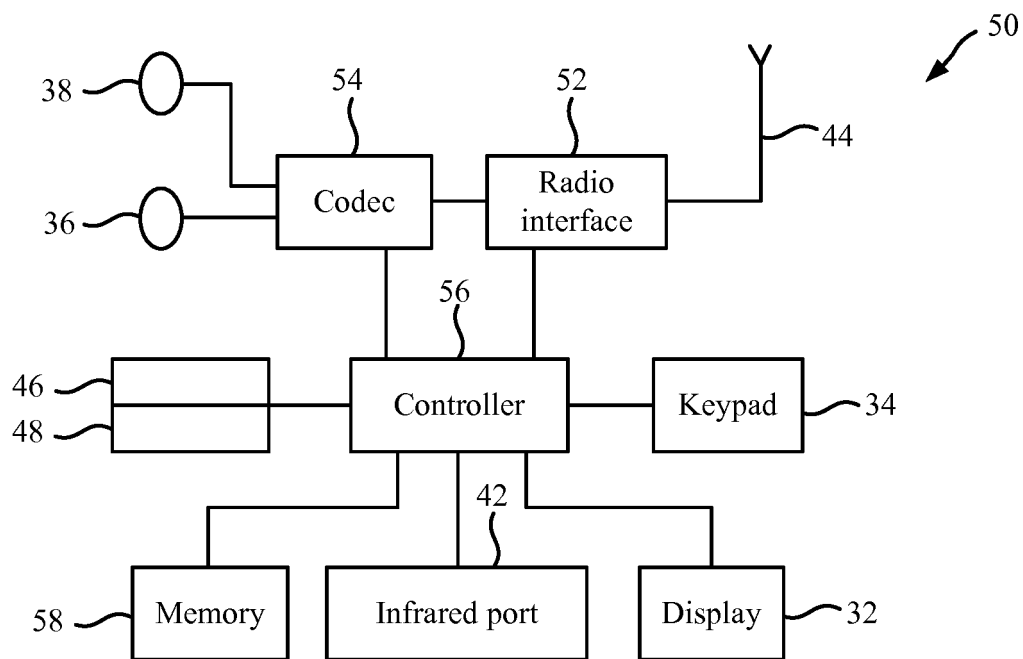 50
38
54
52
44
Codec
Radio
interface
36
56
46
48
Controller
Keypad
34
42
58
Memory
Infrared port
Display
32